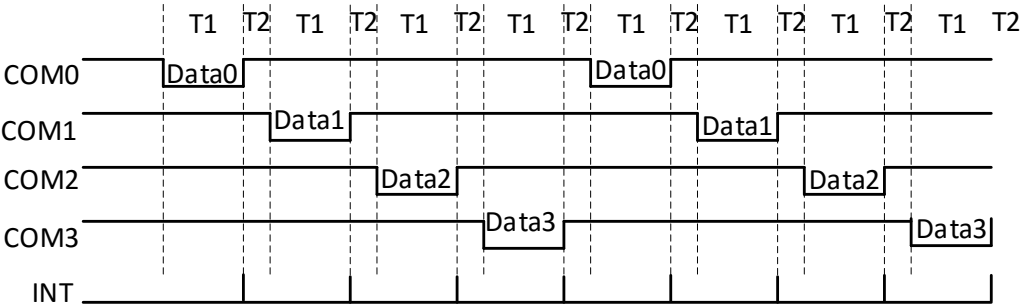 T1 T2 T1 T2 T1 T2 T1 T2 T1 T2 T1 T2 T1 T2 T1 T2
COM0 Data0 Data0
COM1 Data1 Data1
COM2 Data2 Data2
COM3 Data3 Data3
INT